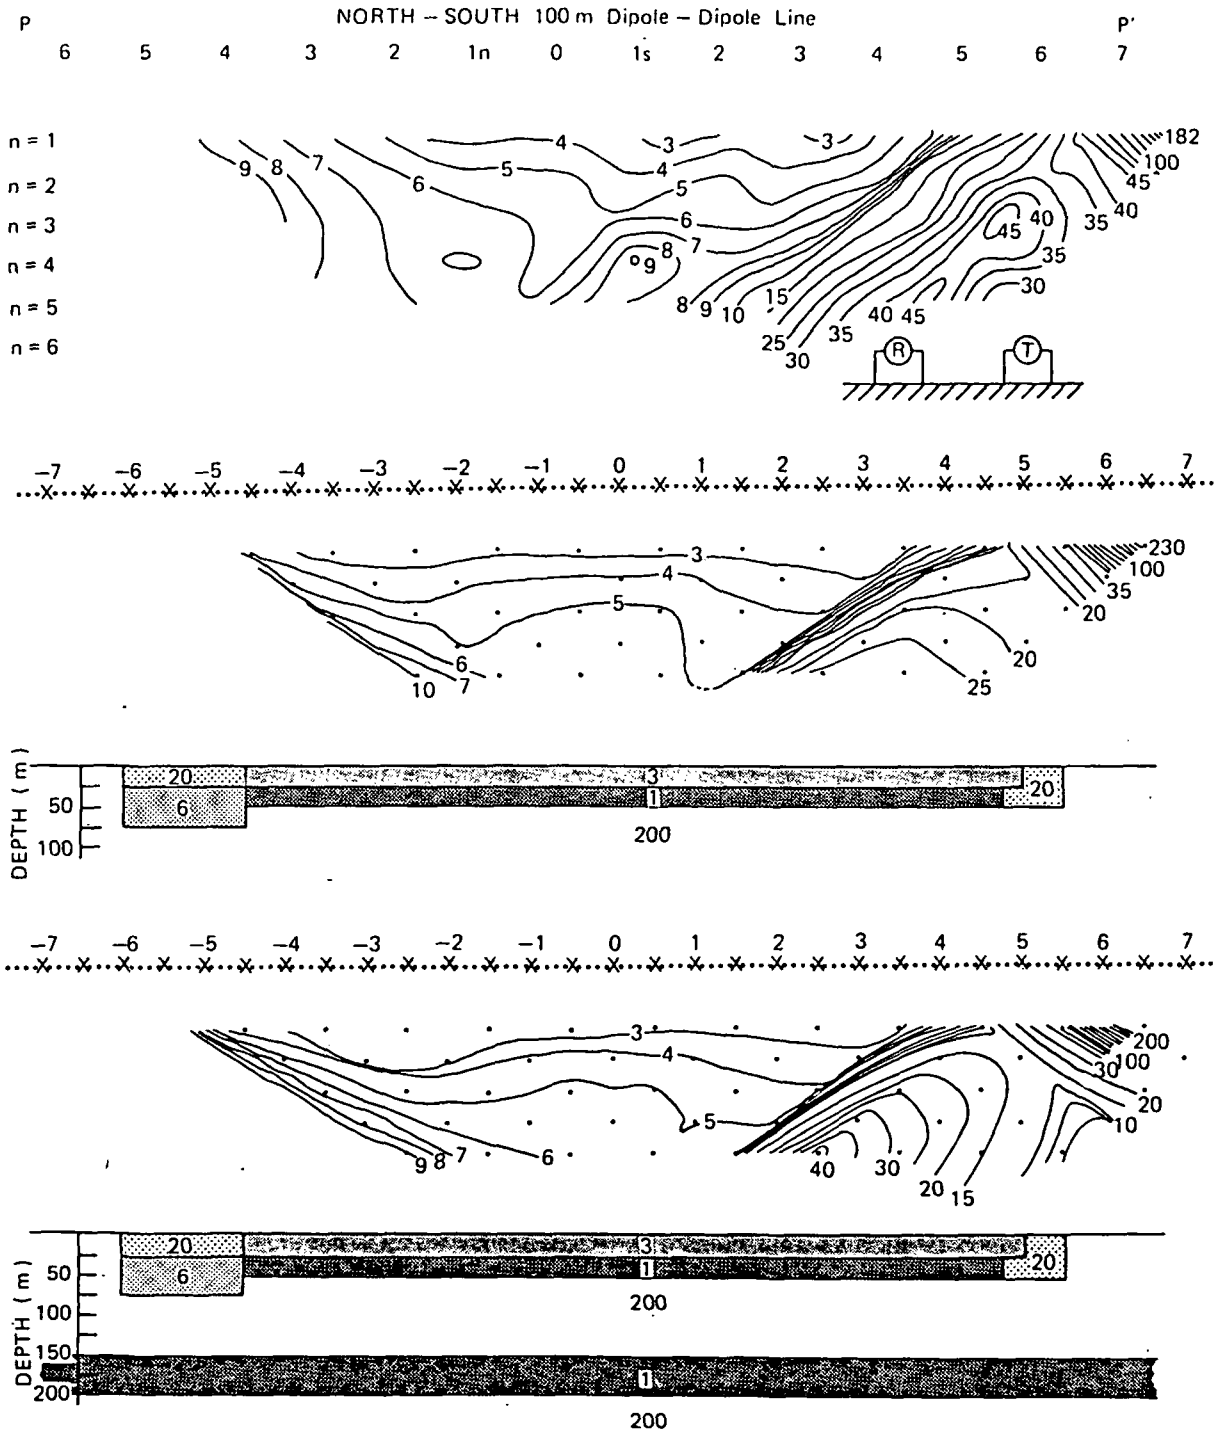 NORTH – SOUTH 100 m Dipole – Dipole Line
P P'
6 5 4 3 2 1n 0 1s 2 3 4 5 6 7
n = 1
n = 2
n = 3
n = 4
n = 5
n = 6
4 3 3 182
9 8 7 5 4 100
6 5 45
6 45 40 35 40
8 7 35
9
8 9 10 15 30
25 30 35 40 45
R T
-7 -6 -5 -4 -3 -2 -1 0 1 2 3 4 5 6 7
3 230
4 100
35
5 20
6 20
10 7 25
DEPTH (m)
20 3
50 6 1 20
100 200
-7 -6 -5 -4 -3 -2 -1 0 1 2 3 4 5 6 7
3 200
4 100
30
20
5 10
9 8 7 6 40 30
20 15
DEPTH (m)
20 3
50 6 1 20
100 200
150
200 1
200